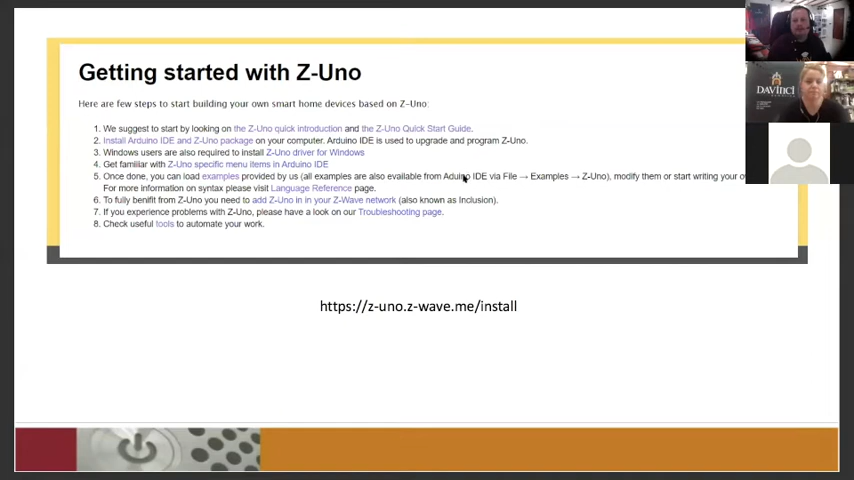 Getting started with Z-Uno
Here are few steps to start building your own smart home devices based on Z-Uno:
1. We suggest to start by looking on the Z-Uno quick introduction and the Z-Uno Quick Start Guide.
2. Install Arduino IDE and Z-Uno package on your computer. Arduino IDE is used to upgrade and program Z-Uno.
3. Windows users are also required to install Z-Uno driver for Windows
4. Get familiar with Z-Uno specific menu items in Arduino IDE
5. Once done, you can load examples provided by us (all examples are also available from Aduino IDE via File → Examples → Z-Uno), modify them or start writing your
For more information on syntax please visit Language Reference page.
6. To fully benifit from Z-Uno you need to add Z-Uno in in your Z-Wave network (also known as Inclusion).
7. If you experience problems with Z-Uno, please have a look on our Troubleshooting page.
8. Check useful tools to automate your work.
https://z-uno.z-wave.me/install
DAVINCI